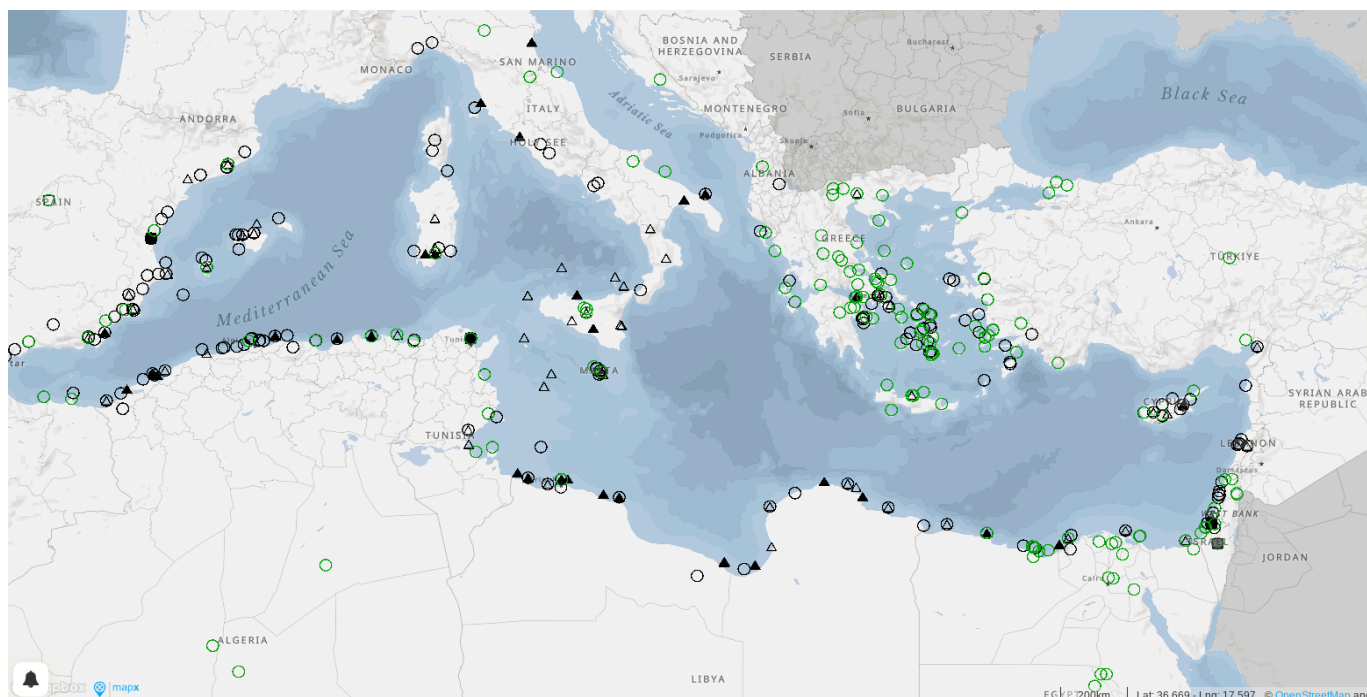 BOSNIA AND
HERZEGOVINA
SERBIA
Bucharest
SAN MARINO
MONACO
Sarajevo
Black Sea
ITALY
Adriatic Sea
MONTENEGRO
BULGARIA
ANDORRA
Sofia
Podgorica
Skopje
HOLY SEE
ALBANIA
SPAIN
Ankara
GREECE
TÜRKIYE
Mediterranean Sea
Tunis
MALTA
SYRIAN ARAB
REPUBLIC
CYPRUS
TUNISIA
LEBANON
Damascus
WEST BANK
ISRAEL
JORDAN
Cairo
ALGERIA
LIBYA
mapbox
mapx
EGYPT
200km
Lat: 36.669 - Lng: 17.597
© OpenStreetMap